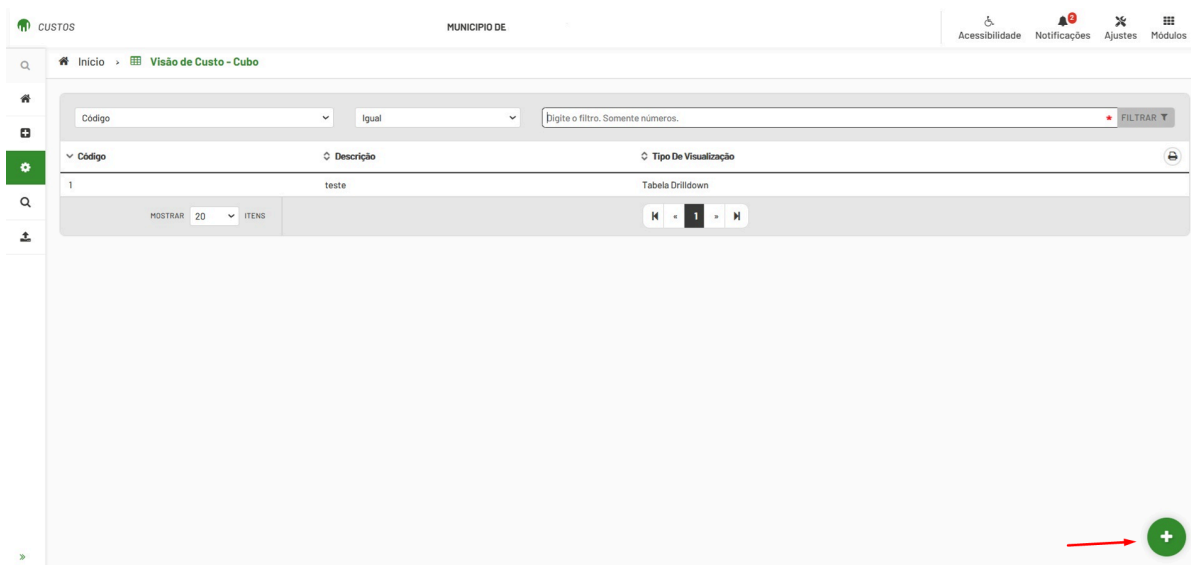 CUSTOS
MUNICIPIO DE
Acessibilidade
2
Notificações
Ajustes
Módulos
Início › Visão de Custo - Cubo
Código
Igual
Digite o filtro. Somente números.
* FILTRAR
Código
Descrição
Tipo De Visualização
1
teste
Tabela Drilldown
MOSTRAR 20 ITENS
« 1 »
»